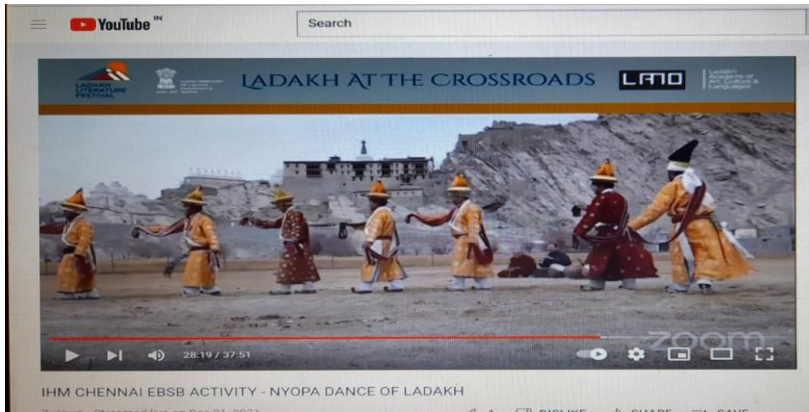 YouTube IN
Search
LADAKH
LITERATURE
FESTIVAL
LADAKH AT THE CROSSROADS
LAMO
Ladakh
Academy of
Art, Culture &
Languages
zoom
28:19 / 37:51
IHM CHENNAI EBSB ACTIVITY - NYOPA DANCE OF LADAKH
DISLIKE
SHARE
SAVE